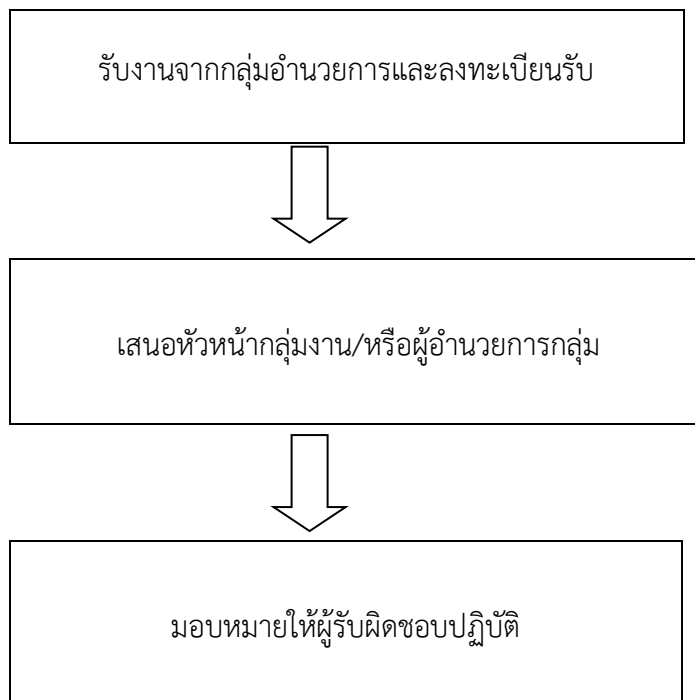 รับงานจากกลุ่มอำนวยการและลงทะเบียนรับ
เสนอหัวหน้ากลุ่มงาน/หรือผู้อำนวยการกลุ่ม
มอบหมายให้ผู้รับผิดชอบปฏิบัติ